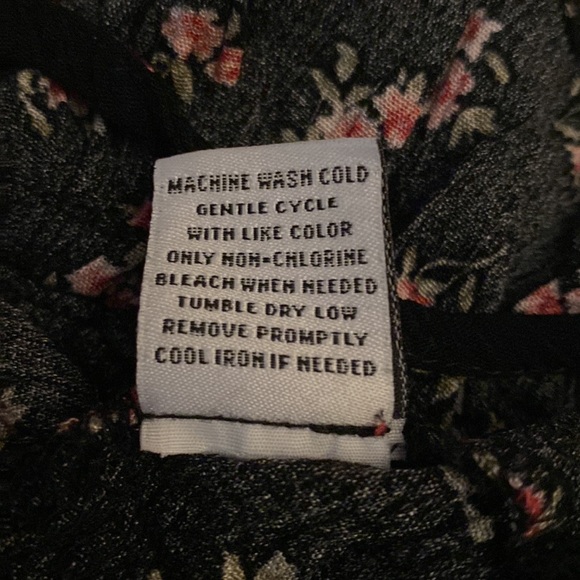 MACHINE WASH COLD
GENTLE CYCLE
WITH LIKE COLOR
ONLY NON-CHLORINE
BLEACH WHEN NEEDED
TUMBLE DRY LOW
REMOVE PROMPTLY
COOL IRON IF NEEDED